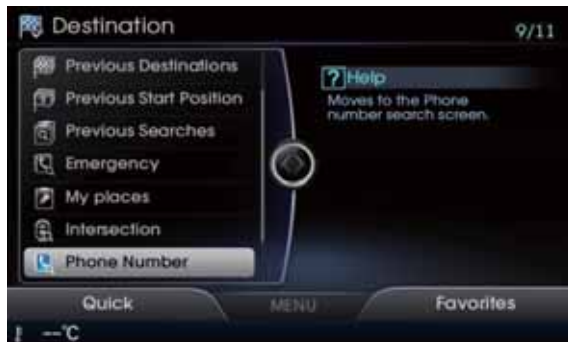 Destination
9/11
Previous Destinations
Previous Start Position
Previous Searches
Emergency
My places
Intersection
Phone Number
? Help
Moves to the Phone
number search screen.
Quick
MENU
Favorites
--°C